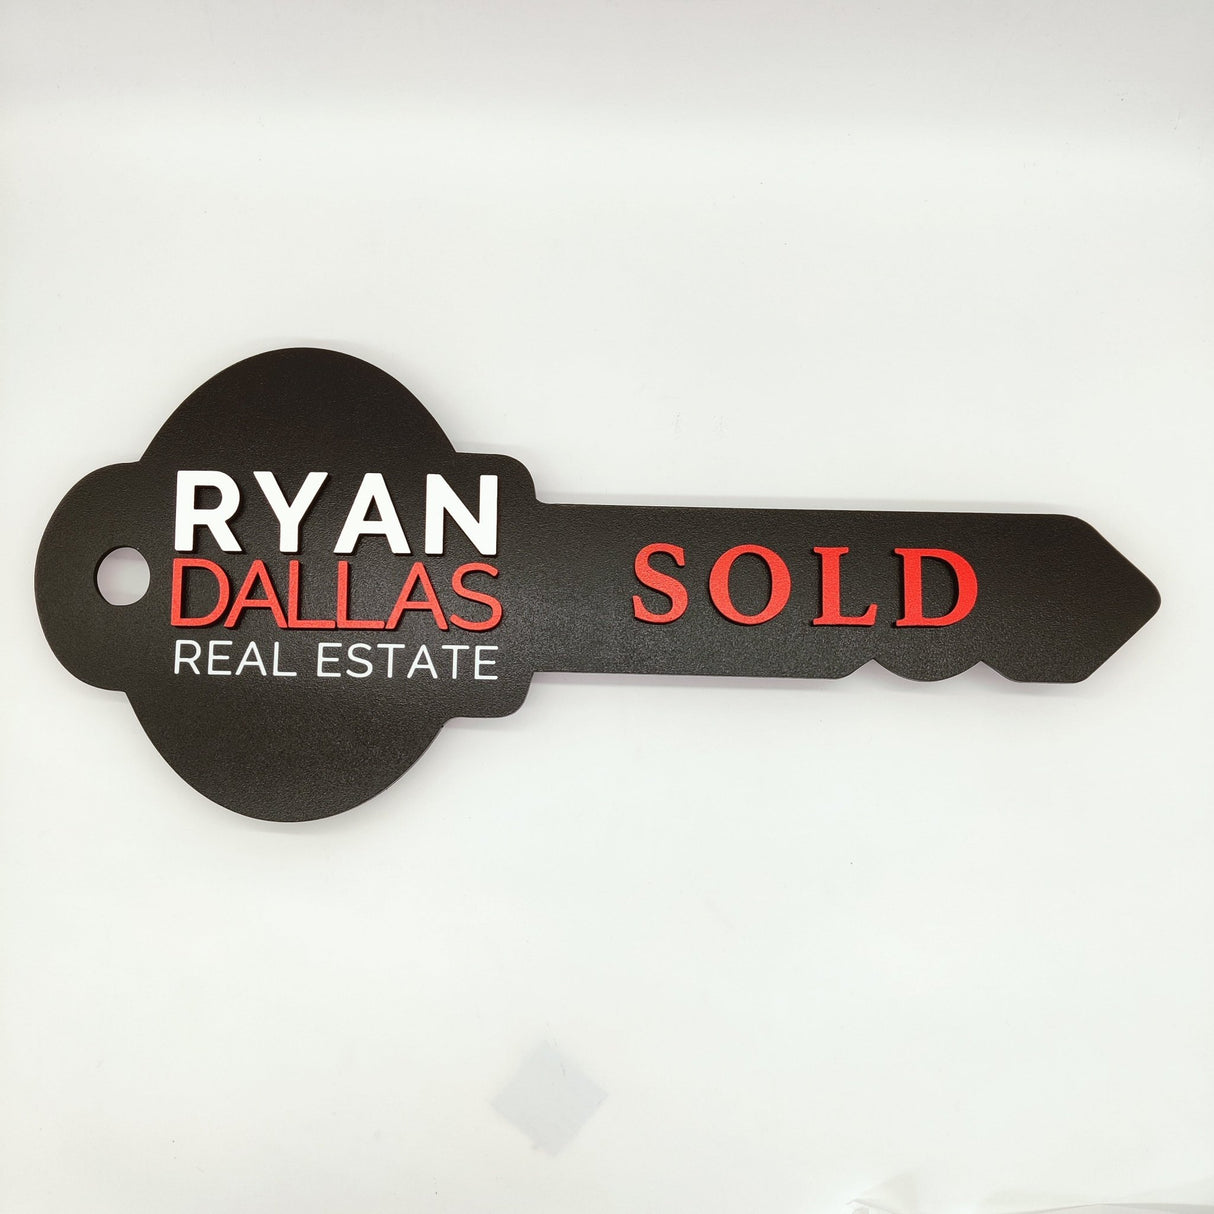 RYAN
DALLAS
REAL ESTATE
SOLD